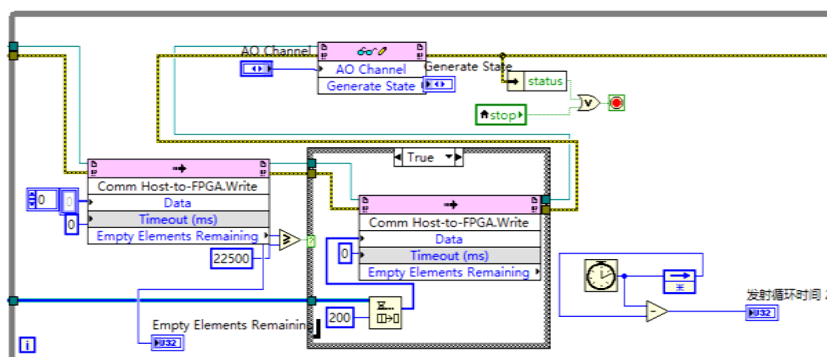 AO Channel
AO Channel
Generate State
Generate State
status
stop
True
Comm Host-to-FPGA.Write
Data
Timeout (ms)
Empty Elements Remaining
0
0
0
22500
Comm Host-to-FPGA.Write
Data
Timeout (ms)
Empty Elements Remaining
0
200
Empty Elements Remaining
U32
发射循环时间
U32
i